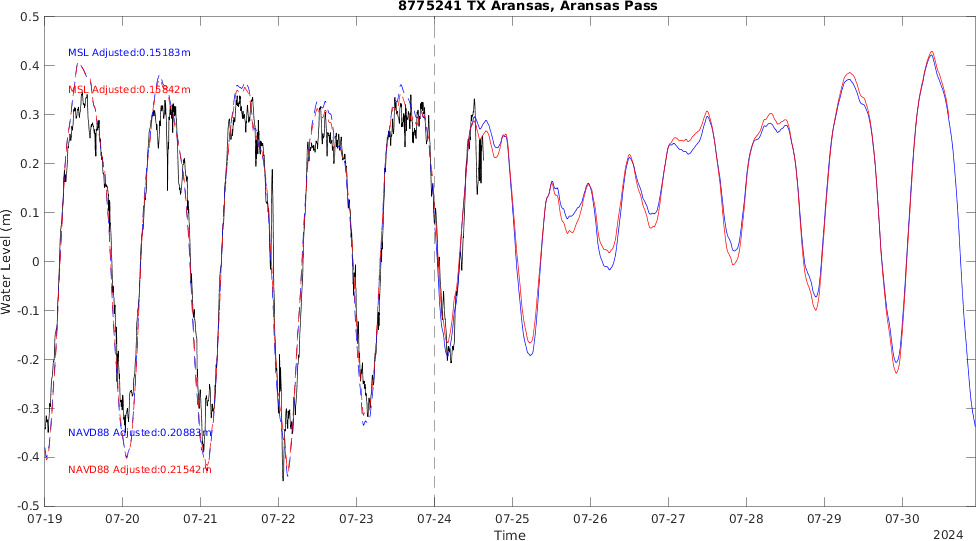 8775241 TX Aransas, Aransas Pass
0.5
MSL Adjusted:0.15183m
0.4
MSL Adjusted:0.15842m
0.3
0.2
0.1
Water Level (m)
0
-0.1
-0.2
-0.3
NAVD88 Adjusted:0.20883m
-0.4
NAVD88 Adjusted:0.21542m
-0.5
07-19 07-20 07-21 07-22 07-23 07-24 07-25 07-26 07-27 07-28 07-29 07-30
Time
2024